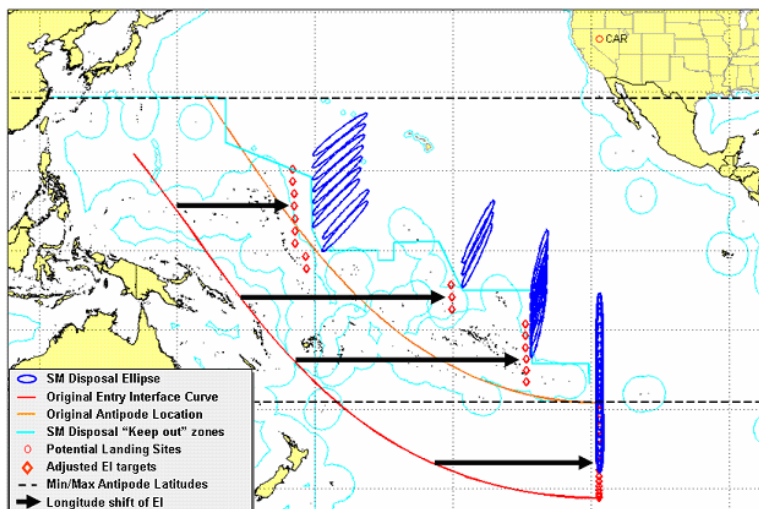 CAR
SM Disposal Ellipse
Original Entry Interface Curve
Original Antipode Location
SM Disposal "Keep out" zones
Potential Landing Sites
Adjusted EI targets
Min/Max Antipode Latitudes
Longitude shift of EI